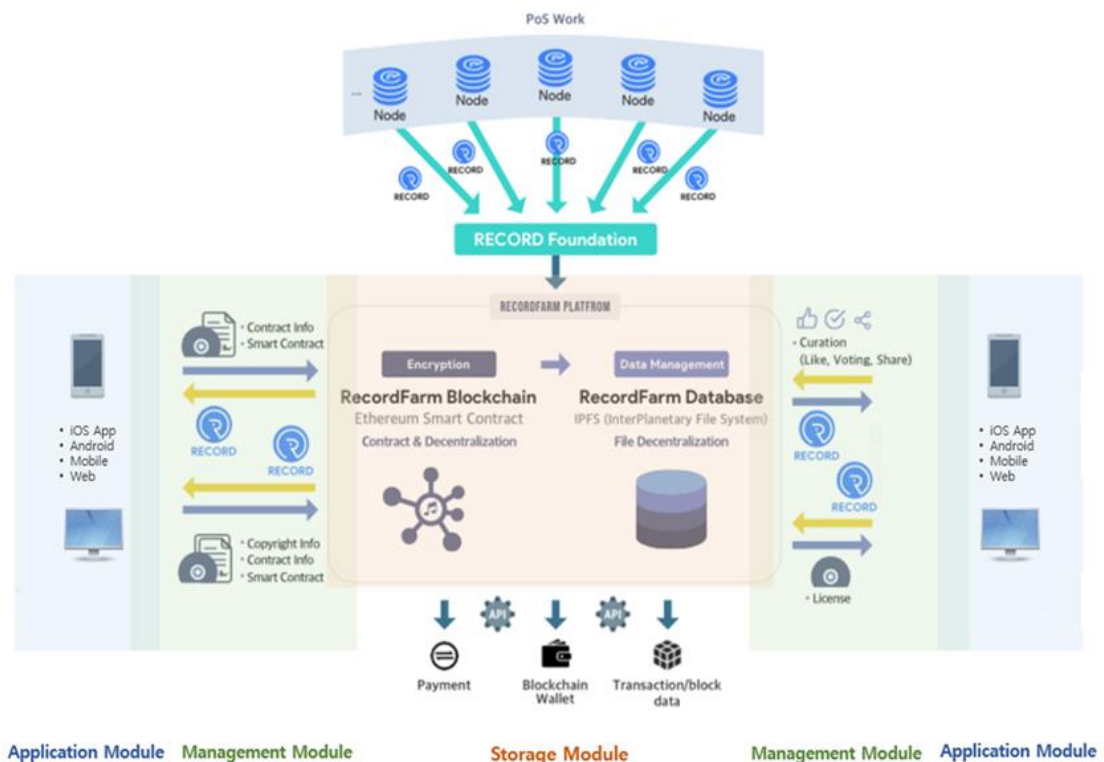 PoS Work
...
Node
Node
Node
Node
Node
RECORD
RECORD
RECORD
RECORD
RECORD
RECORD Foundation
RECORDFARM PLATFROM
• Contract Info
• Smart Contract
Encryption
Data Management
RecordFarm Blockchain
Ethereum Smart Contract
Contract & Decentralization
RecordFarm Database
IPFS (InterPlanetary File System)
File Decentralization
• Curation
(Like, Voting, Share)
• iOS App
• Android
• Mobile
• Web
RECORD
RECORD
RECORD
RECORD
• iOS App
• Android
• Mobile
• Web
• Copyright Info
• Contract Info
• Smart Contract
• License
API
API
Payment
Blockchain
Wallet
Transaction/block
data
Application Module
Management Module
Storage Module
Management Module
Application Module